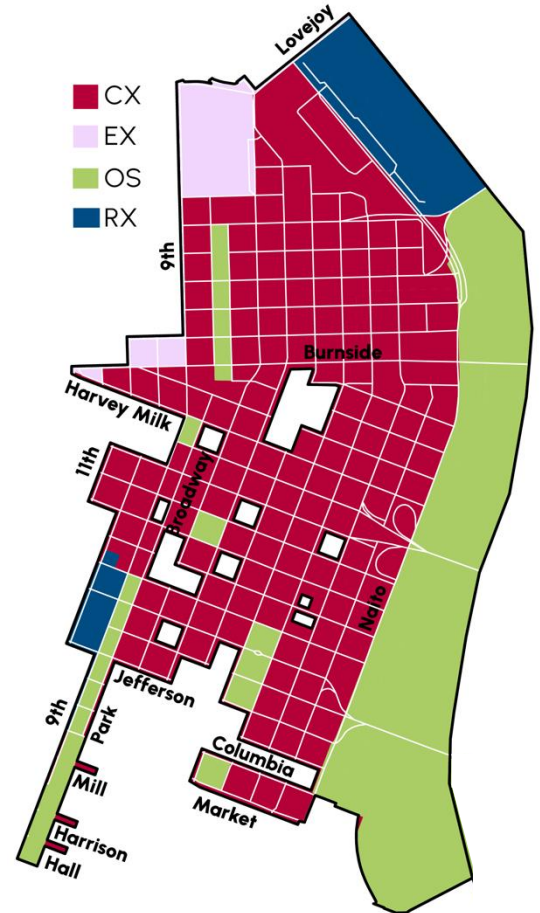 Lovejoy
CX
EX
OS
RX
9th
Burnside
Harvey Milk
11th
Broadway
Naito
Jefferson
9th
Park
Columbia
Mill
Market
Harrison
Hall